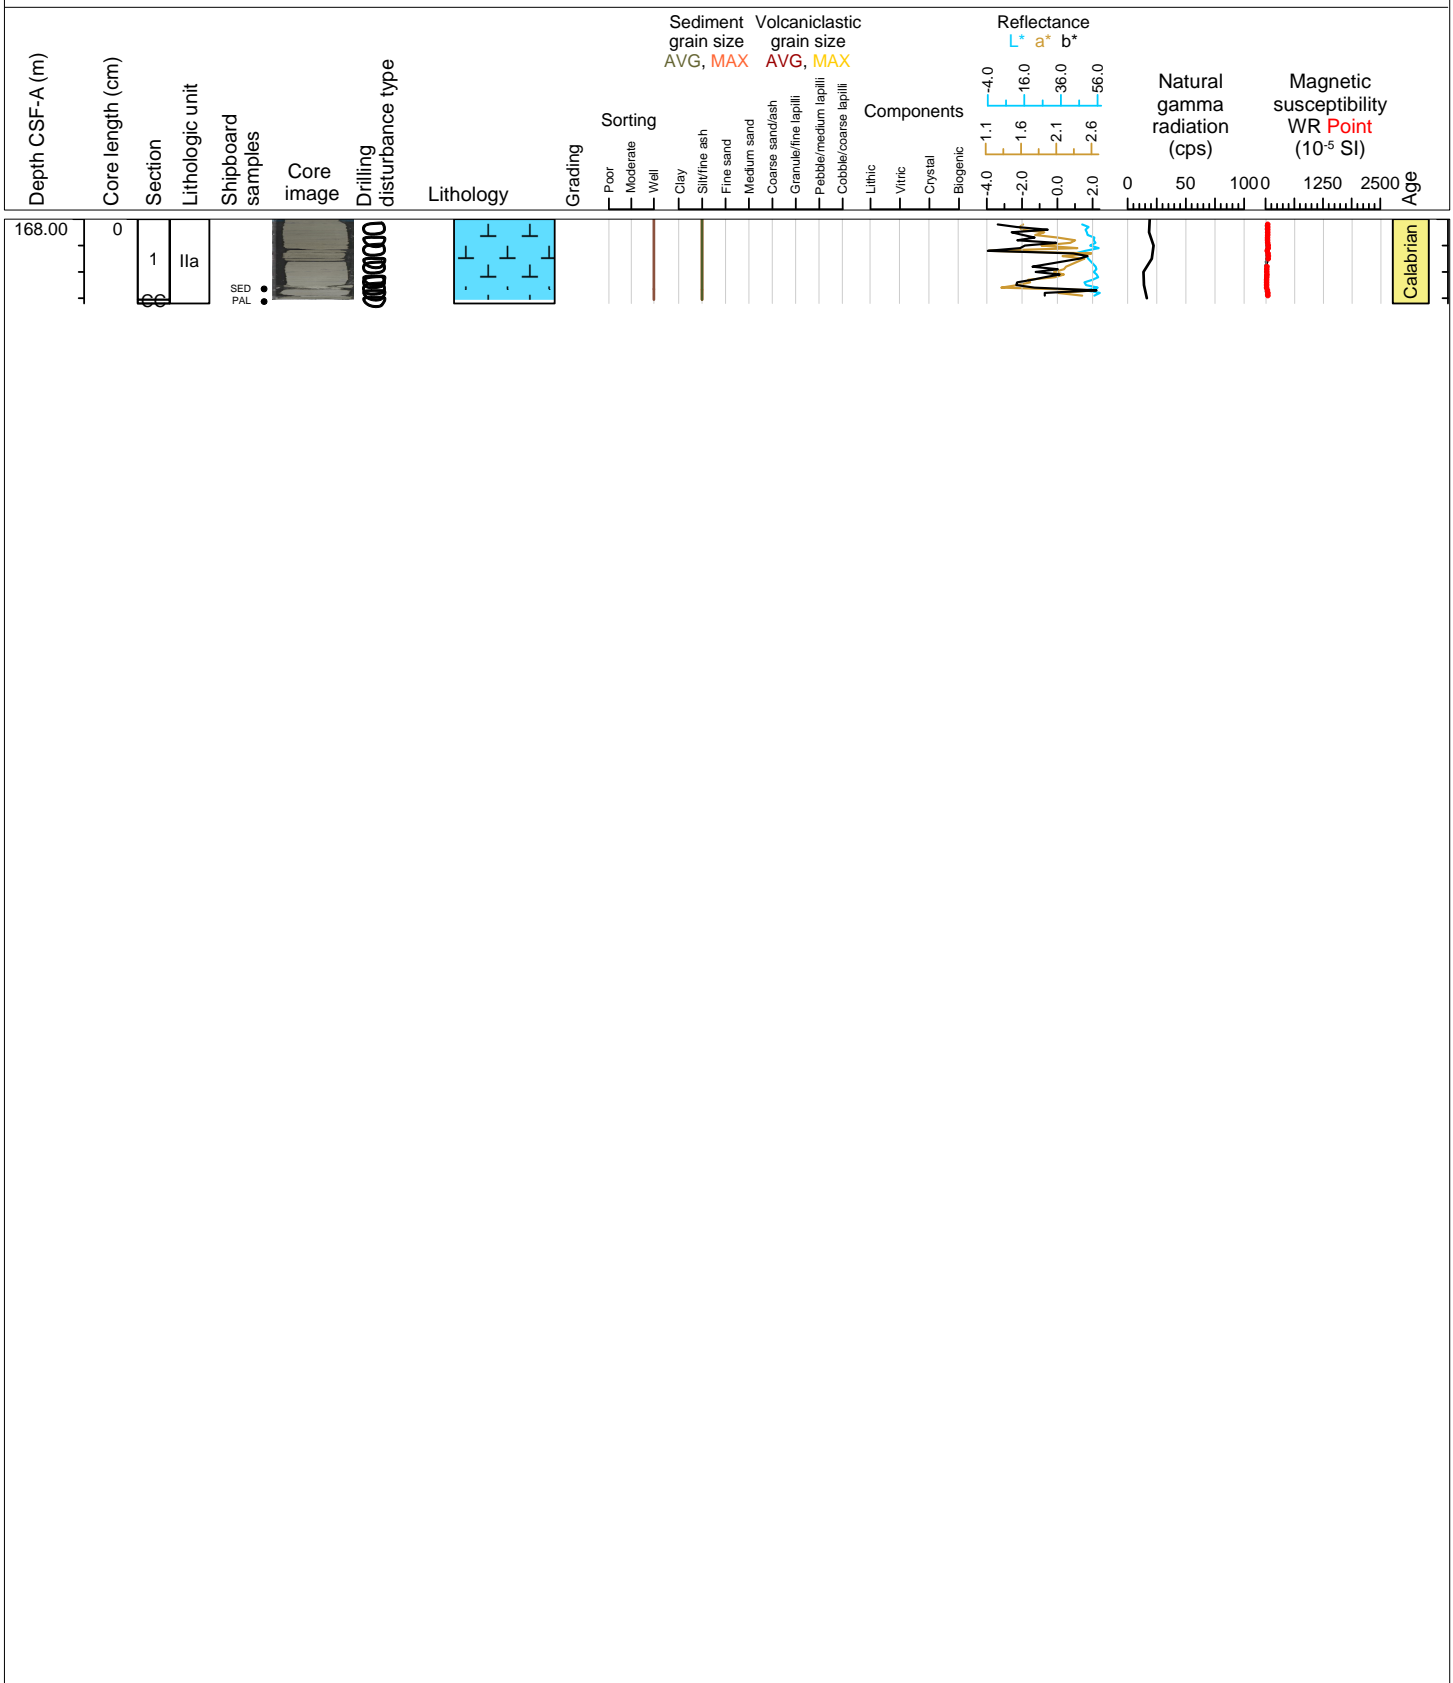 Depth CSF-A (m)
Core length (cm)
Section
Lithologic unit
Shipboard
samples
Core
image
Drilling
disturbance type
Lithology
Grading
Sorting
Poor
Moderate
Well
Sediment
grain size
AVG, MAX
Volcaniclastic
grain size
AVG, MAX
Clay
Silt/fine ash
Fine sand
Medium sand
Coarse sand/ash
Granule/fine lapilli
Pebble/medium lapilli
Cobble/coarse lapilli
Components
Lithic
Vitric
Crystal
Biogenic
Reflectance
L* a* b*
-4.0 16.0 36.0 56.0
1.1 1.6 2.1 2.6
-4.0 -2.0 0.0 2.0
Natural
gamma
radiation
(cps)
0 50 100
Magnetic
susceptibility
WR Point
(10-5 SI)
0 1250 2500
Age
168.00
0
1
CC
IIa
SED
PAL
Calabrian